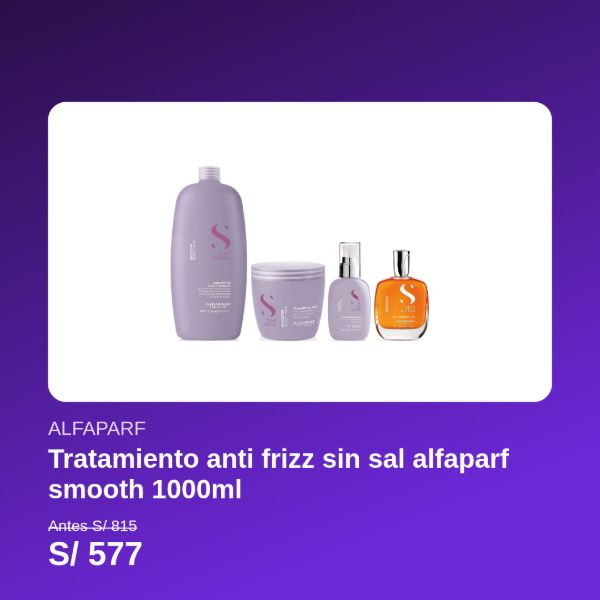 ALFAPARF
Tratamiento anti frizz sin sal alfaparf
smooth 1000ml
Antes S/ 815
S/ 577